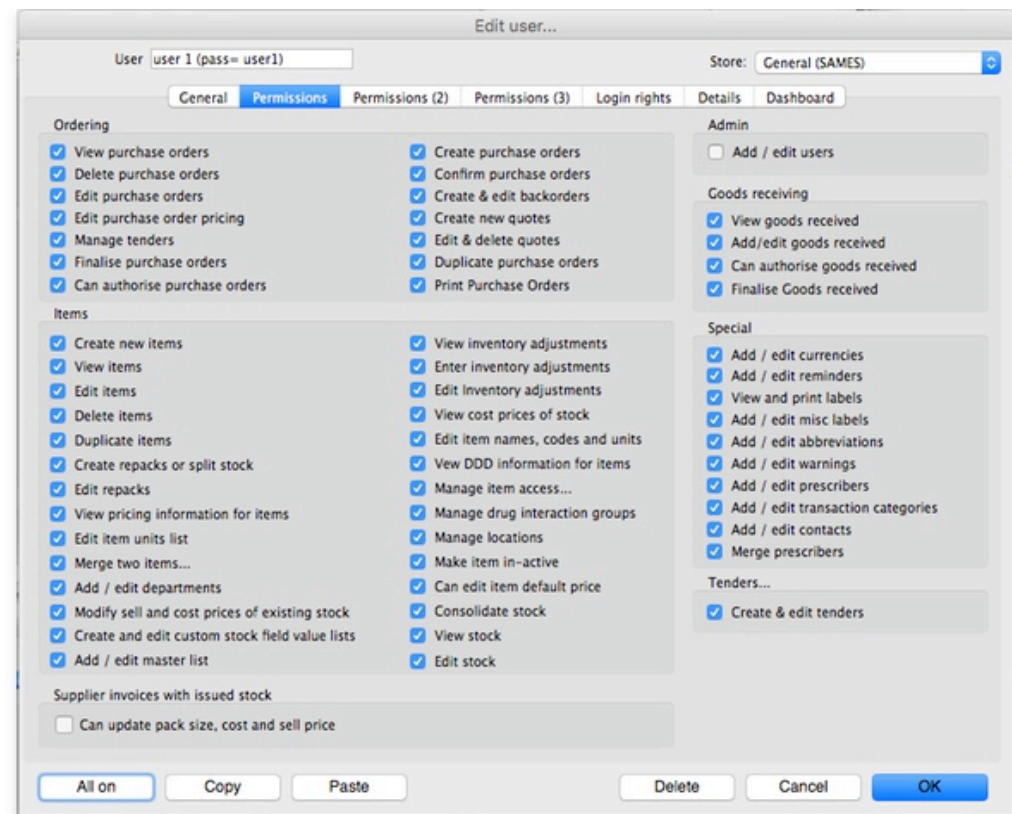 Edit user...
User user 1 (pass= user1)
Store: General (SAMES)
General Permissions Permissions (2) Permissions (3) Login rights Details Dashboard
Ordering
View purchase orders
Delete purchase orders
Edit purchase orders
Edit purchase order pricing
Manage tenders
Finalise purchase orders
Can authorise purchase orders
Create purchase orders
Confirm purchase orders
Create & edit backorders
Create new quotes
Edit & delete quotes
Duplicate purchase orders
Print Purchase Orders
Items
Create new items
View items
Edit items
Delete items
Duplicate items
Create repacks or split stock
Edit repacks
View pricing information for items
Edit item units list
Merge two items...
Add / edit departments
Modify sell and cost prices of existing stock
Create and edit custom stock field value lists
Add / edit master list
View inventory adjustments
Enter inventory adjustments
Edit Inventory adjustments
View cost prices of stock
Edit item names, codes and units
Vew DDD information for items
Manage item access...
Manage drug interaction groups
Manage locations
Make item in-active
Can edit item default price
Consolidate stock
View stock
Edit stock
Supplier invoices with issued stock
Can update pack size, cost and sell price
Admin
Add / edit users
Goods receiving
View goods received
Add/edit goods received
Can authorise goods received
Finalise Goods received
Special
Add / edit currencies
Add / edit reminders
View and print labels
Add / edit misc labels
Add / edit abbreviations
Add / edit warnings
Add / edit prescribers
Add / edit transaction categories
Add / edit contacts
Merge prescribers
Tenders...
Create & edit tenders
All on Copy Paste Delete Cancel OK